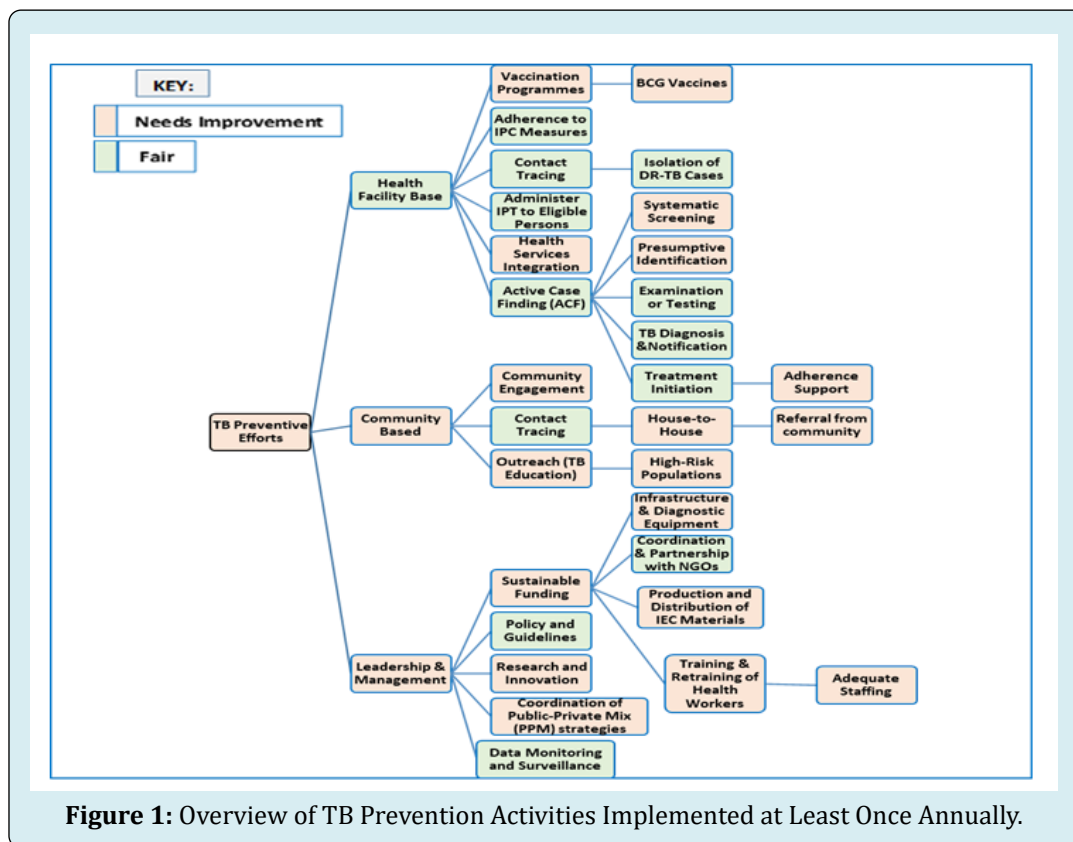 KEY:
Needs Improvement
Fair
TB Preventive
Efforts
Health
Facility Base
Vaccination
Programmes
BCG Vaccines
Adherence to
IPC Measures
Contact
Tracing
Isolation of
DR-TB Cases
Administer
IPT to Eligible
Persons
Health
Services
Integration
Active Case
Finding (ACF)
Systematic
Screening
Presumptive
Identification
Examination
or Testing
TB Diagnosis
&Notification
Treatment
Initiation
Adherence
Support
Community
Based
Community
Engagement
Contact
Tracing
House-to-
House
Referral from
community
Outreach (TB
Education)
High-Risk
Populations
Leadership &
Management
Sustainable
Funding
Infrastructure
& Diagnostic
Equipment
Coordination
& Partnership
with NGOs
Production and
Distribution of
IEC Materials
Training &
Retraining of
Health
Workers
Adequate
Staffing
Policy and
Guidelines
Research and
Innovation
Coordination of
Public-Private Mix
(PPM) strategies
Data Monitoring
and Surveillance
Figure 1: Overview of TB Prevention Activities Implemented at Least Once Annually.